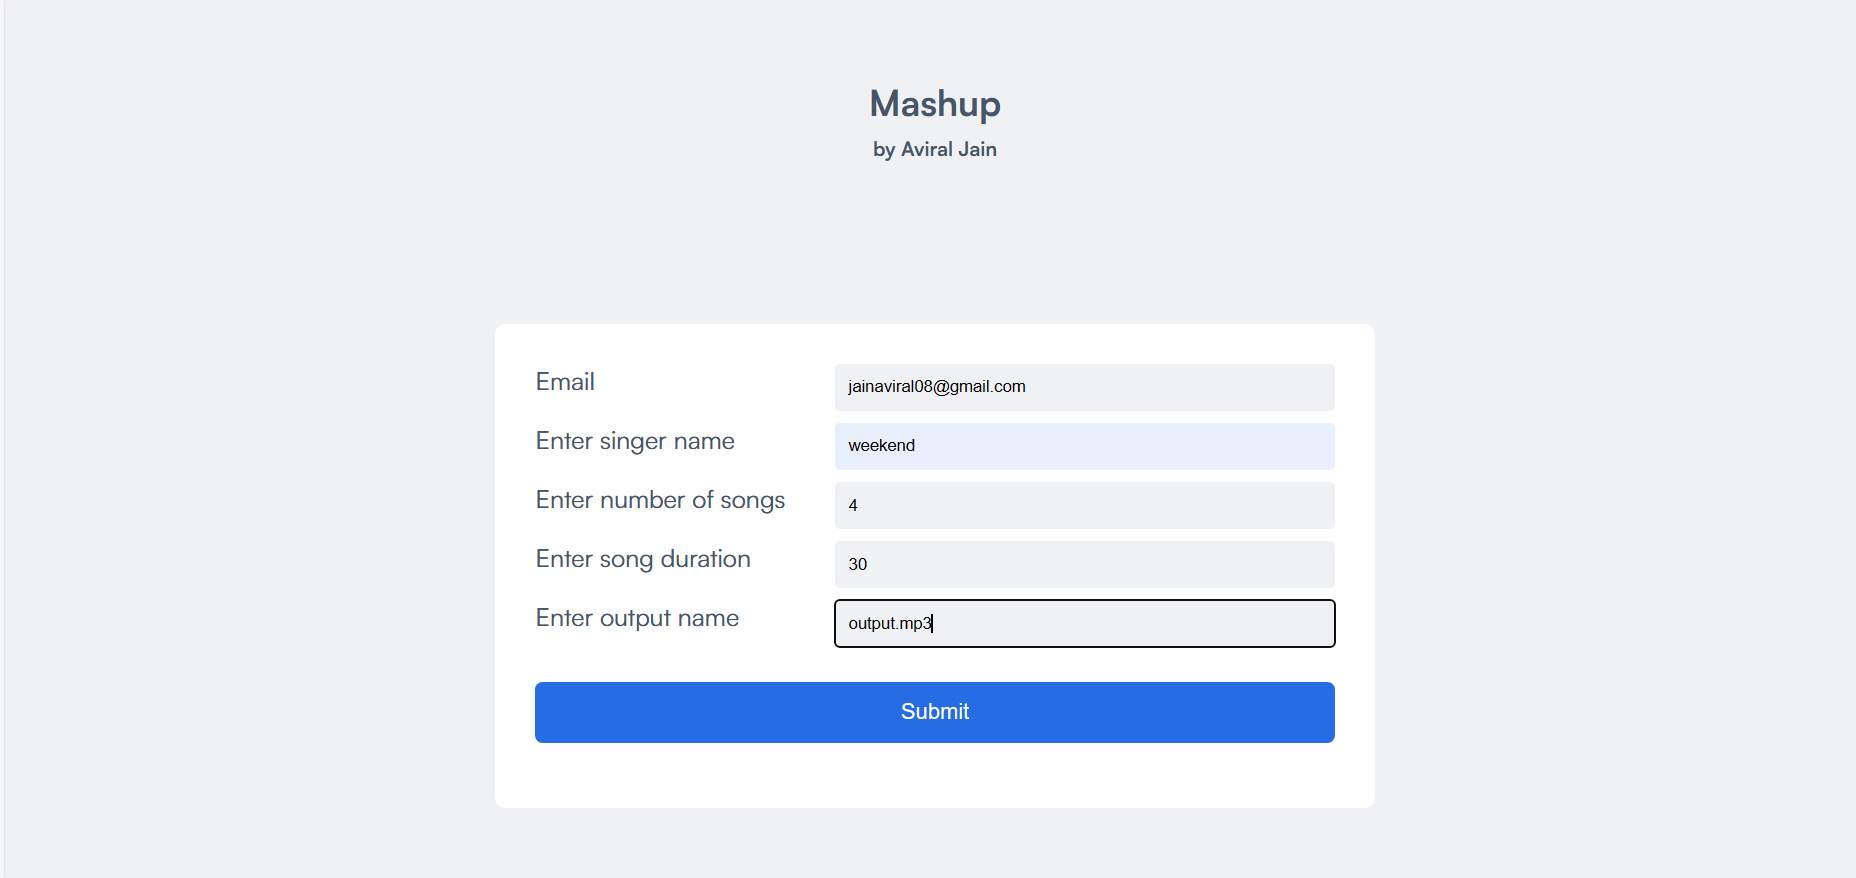 Mashup
by Aviral Jain
Email
jainaviral08@gmail.com
Enter singer name
weekend
Enter number of songs
4
Enter song duration
30
Enter output name
output.mp3
Submit